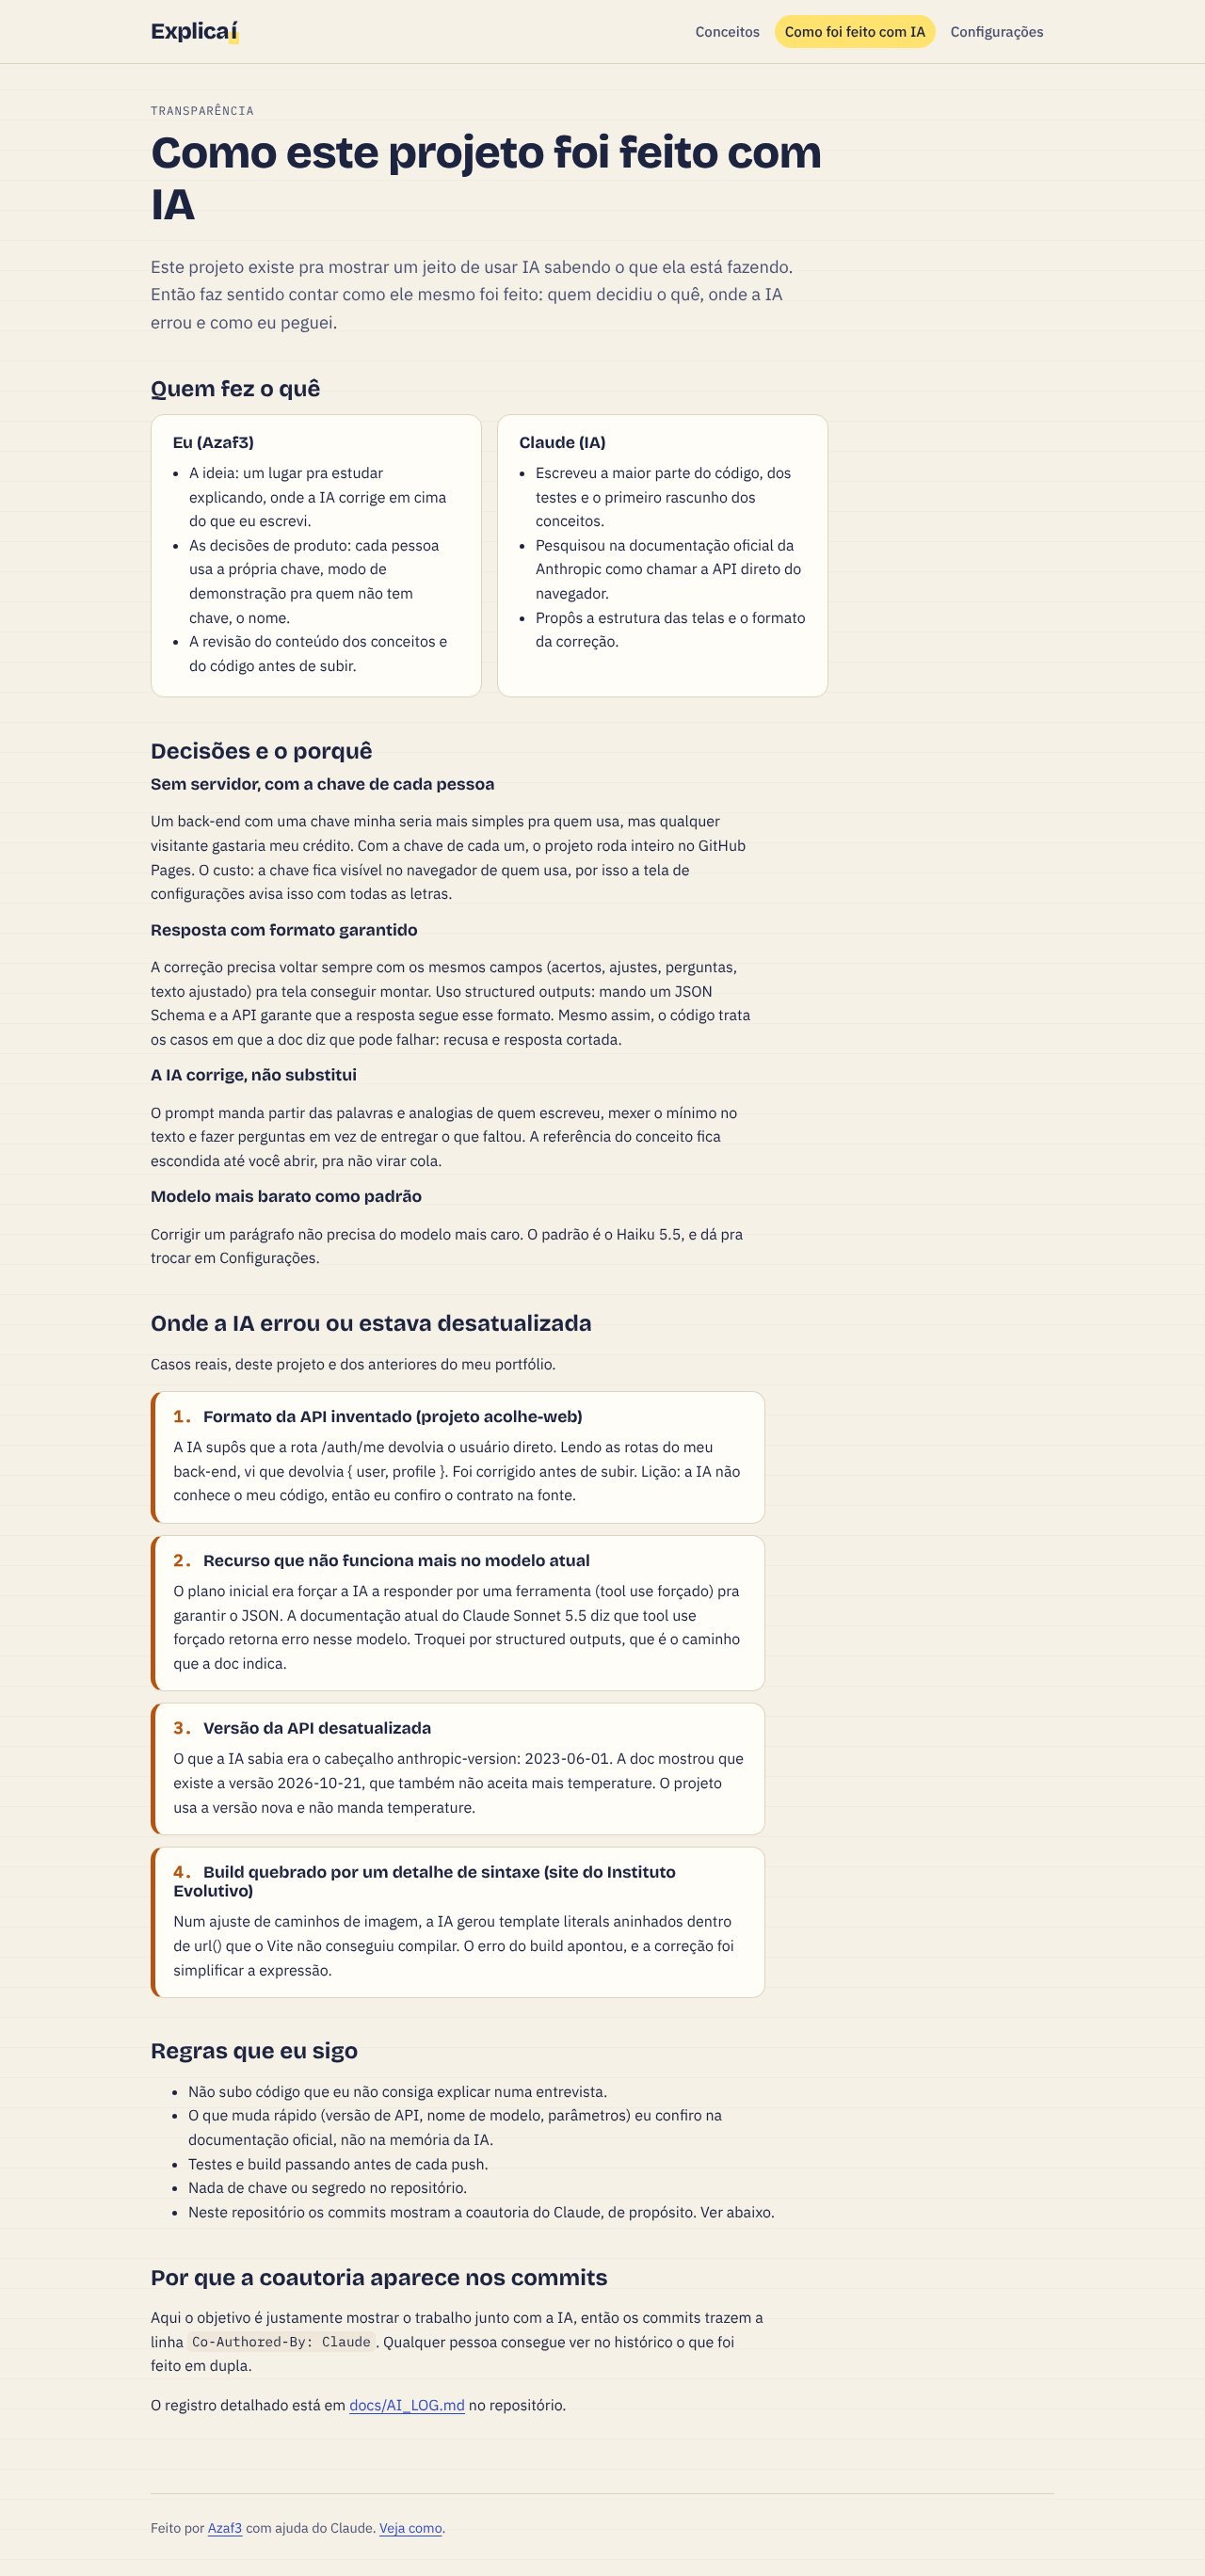 Explicaí
Conceitos
Como foi feito com IA
Configurações
TRANSPARÊNCIA
Como este projeto foi feito com
IA
Este projeto existe pra mostrar um jeito de usar IA sabendo o que ela está fazendo.
Então faz sentido contar como ele mesmo foi feito: quem decidiu o quê, onde a IA
errou e como eu peguei.
Quem fez o quê
Eu (Azaf3)
• A ideia: um lugar pra estudar
explicando, onde a IA corrige em cima
do que eu escrevi.
• As decisões de produto: cada pessoa
usa a própria chave, modo de
demonstração pra quem não tem
chave, o nome.
• A revisão do conteúdo dos conceitos e
do código antes de subir.
Claude (IA)
• Escreveu a maior parte do código, dos
testes e o primeiro rascunho dos
conceitos.
• Pesquisou na documentação oficial da
Anthropic como chamar a API direto do
navegador.
• Propôs a estrutura das telas e o formato
da correção.
Decisões e o porquê
Sem servidor, com a chave de cada pessoa
Um back-end com uma chave minha seria mais simples pra quem usa, mas qualquer
visitante gastaria meu crédito. Com a chave de cada um, o projeto roda inteiro no GitHub
Pages. O custo: a chave fica visível no navegador de quem usa, por isso a tela de
configurações avisa isso com todas as letras.
Resposta com formato garantido
A correção precisa voltar sempre com os mesmos campos (acertos, ajustes, perguntas,
texto ajustado) pra tela conseguir montar. Uso structured outputs: mando um JSON
Schema e a API garante que a resposta segue esse formato. Mesmo assim, o código trata
os casos em que a doc diz que pode falhar: recusa e resposta cortada.
A IA corrige, não substitui
O prompt manda partir das palavras e analogias de quem escreveu, mexer o mínimo no
texto e fazer perguntas em vez de entregar o que faltou. A referência do conceito fica
escondida até você abrir, pra não virar cola.
Modelo mais barato como padrão
Corrigir um parágrafo não precisa do modelo mais caro. O padrão é o Haiku 5.5, e dá pra
trocar em Configurações.
Onde a IA errou ou estava desatualizada
Casos reais, deste projeto e dos anteriores do meu portfólio.
1. Formato da API inventado (projeto acolhe-web)
A IA supôs que a rota /auth/me devolvia o usuário direto. Lendo as rotas do meu
back-end, vi que devolvia { user, profile }. Foi corrigido antes de subir. Lição: a IA não
conhece o meu código, então eu confiro o contrato na fonte.
2. Recurso que não funciona mais no modelo atual
O plano inicial era forçar a IA a responder por uma ferramenta (tool use forçado) pra
garantir o JSON. A documentação atual do Claude Sonnet 5.5 diz que tool use
forçado retorna erro nesse modelo. Troquei por structured outputs, que é o caminho
que a doc indica.
3. Versão da API desatualizada
O que a IA sabia era o cabeçalho anthropic-version: 2023-06-01. A doc mostrou que
existe a versão 2026-10-21, que também não aceita mais temperature. O projeto
usa a versão nova e não manda temperature.
4. Build quebrado por um detalhe de sintaxe (site do Instituto
Evolutivo)
Num ajuste de caminhos de imagem, a IA gerou template literals aninhados dentro
de url() que o Vite não conseguiu compilar. O erro do build apontou, e a correção foi
simplificar a expressão.
Regras que eu sigo
• Não subo código que eu não consiga explicar numa entrevista.
• O que muda rápido (versão de API, nome de modelo, parâmetros) eu confiro na
documentação oficial, não na memória da IA.
• Testes e build passando antes de cada push.
• Nada de chave ou segredo no repositório.
• Neste repositório os commits mostram a coautoria do Claude, de propósito. Ver abaixo.
Por que a coautoria aparece nos commits
Aqui o objetivo é justamente mostrar o trabalho junto com a IA, então os commits trazem a
linha Co-Authored-By: Claude. Qualquer pessoa consegue ver no histórico o que foi
feito em dupla.
O registro detalhado está em docs/AI_LOG.md no repositório.
Feito por Azaf3 com ajuda do Claude. Veja como.